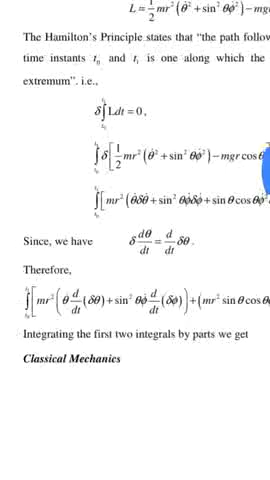 L = 1/2 mr²(θ̇² + sin² θφ̇²) − mg
The Hamilton's Principle states that "the path follow
time instants t₀ and t₁ is one along which the
extremum". i.e.,
δ∫Ldt = 0,
∫δ[1/2 mr²(θ̇² + sin² θφ̇²) − mgr cosθ
∫[mr²(θ̇δθ̇ + sin² θφ̇δφ̇ + sin θ cos θφ̇²
Since, we have δ dθ/dt = d/dt δθ.
Therefore,
∫[mr²(θ̇ d/dt (δθ) + sin² θφ̇ d/dt (δφ)) + (mr² sin θ cos θ
Integrating the first two integrals by parts we get
Classical Mechanics